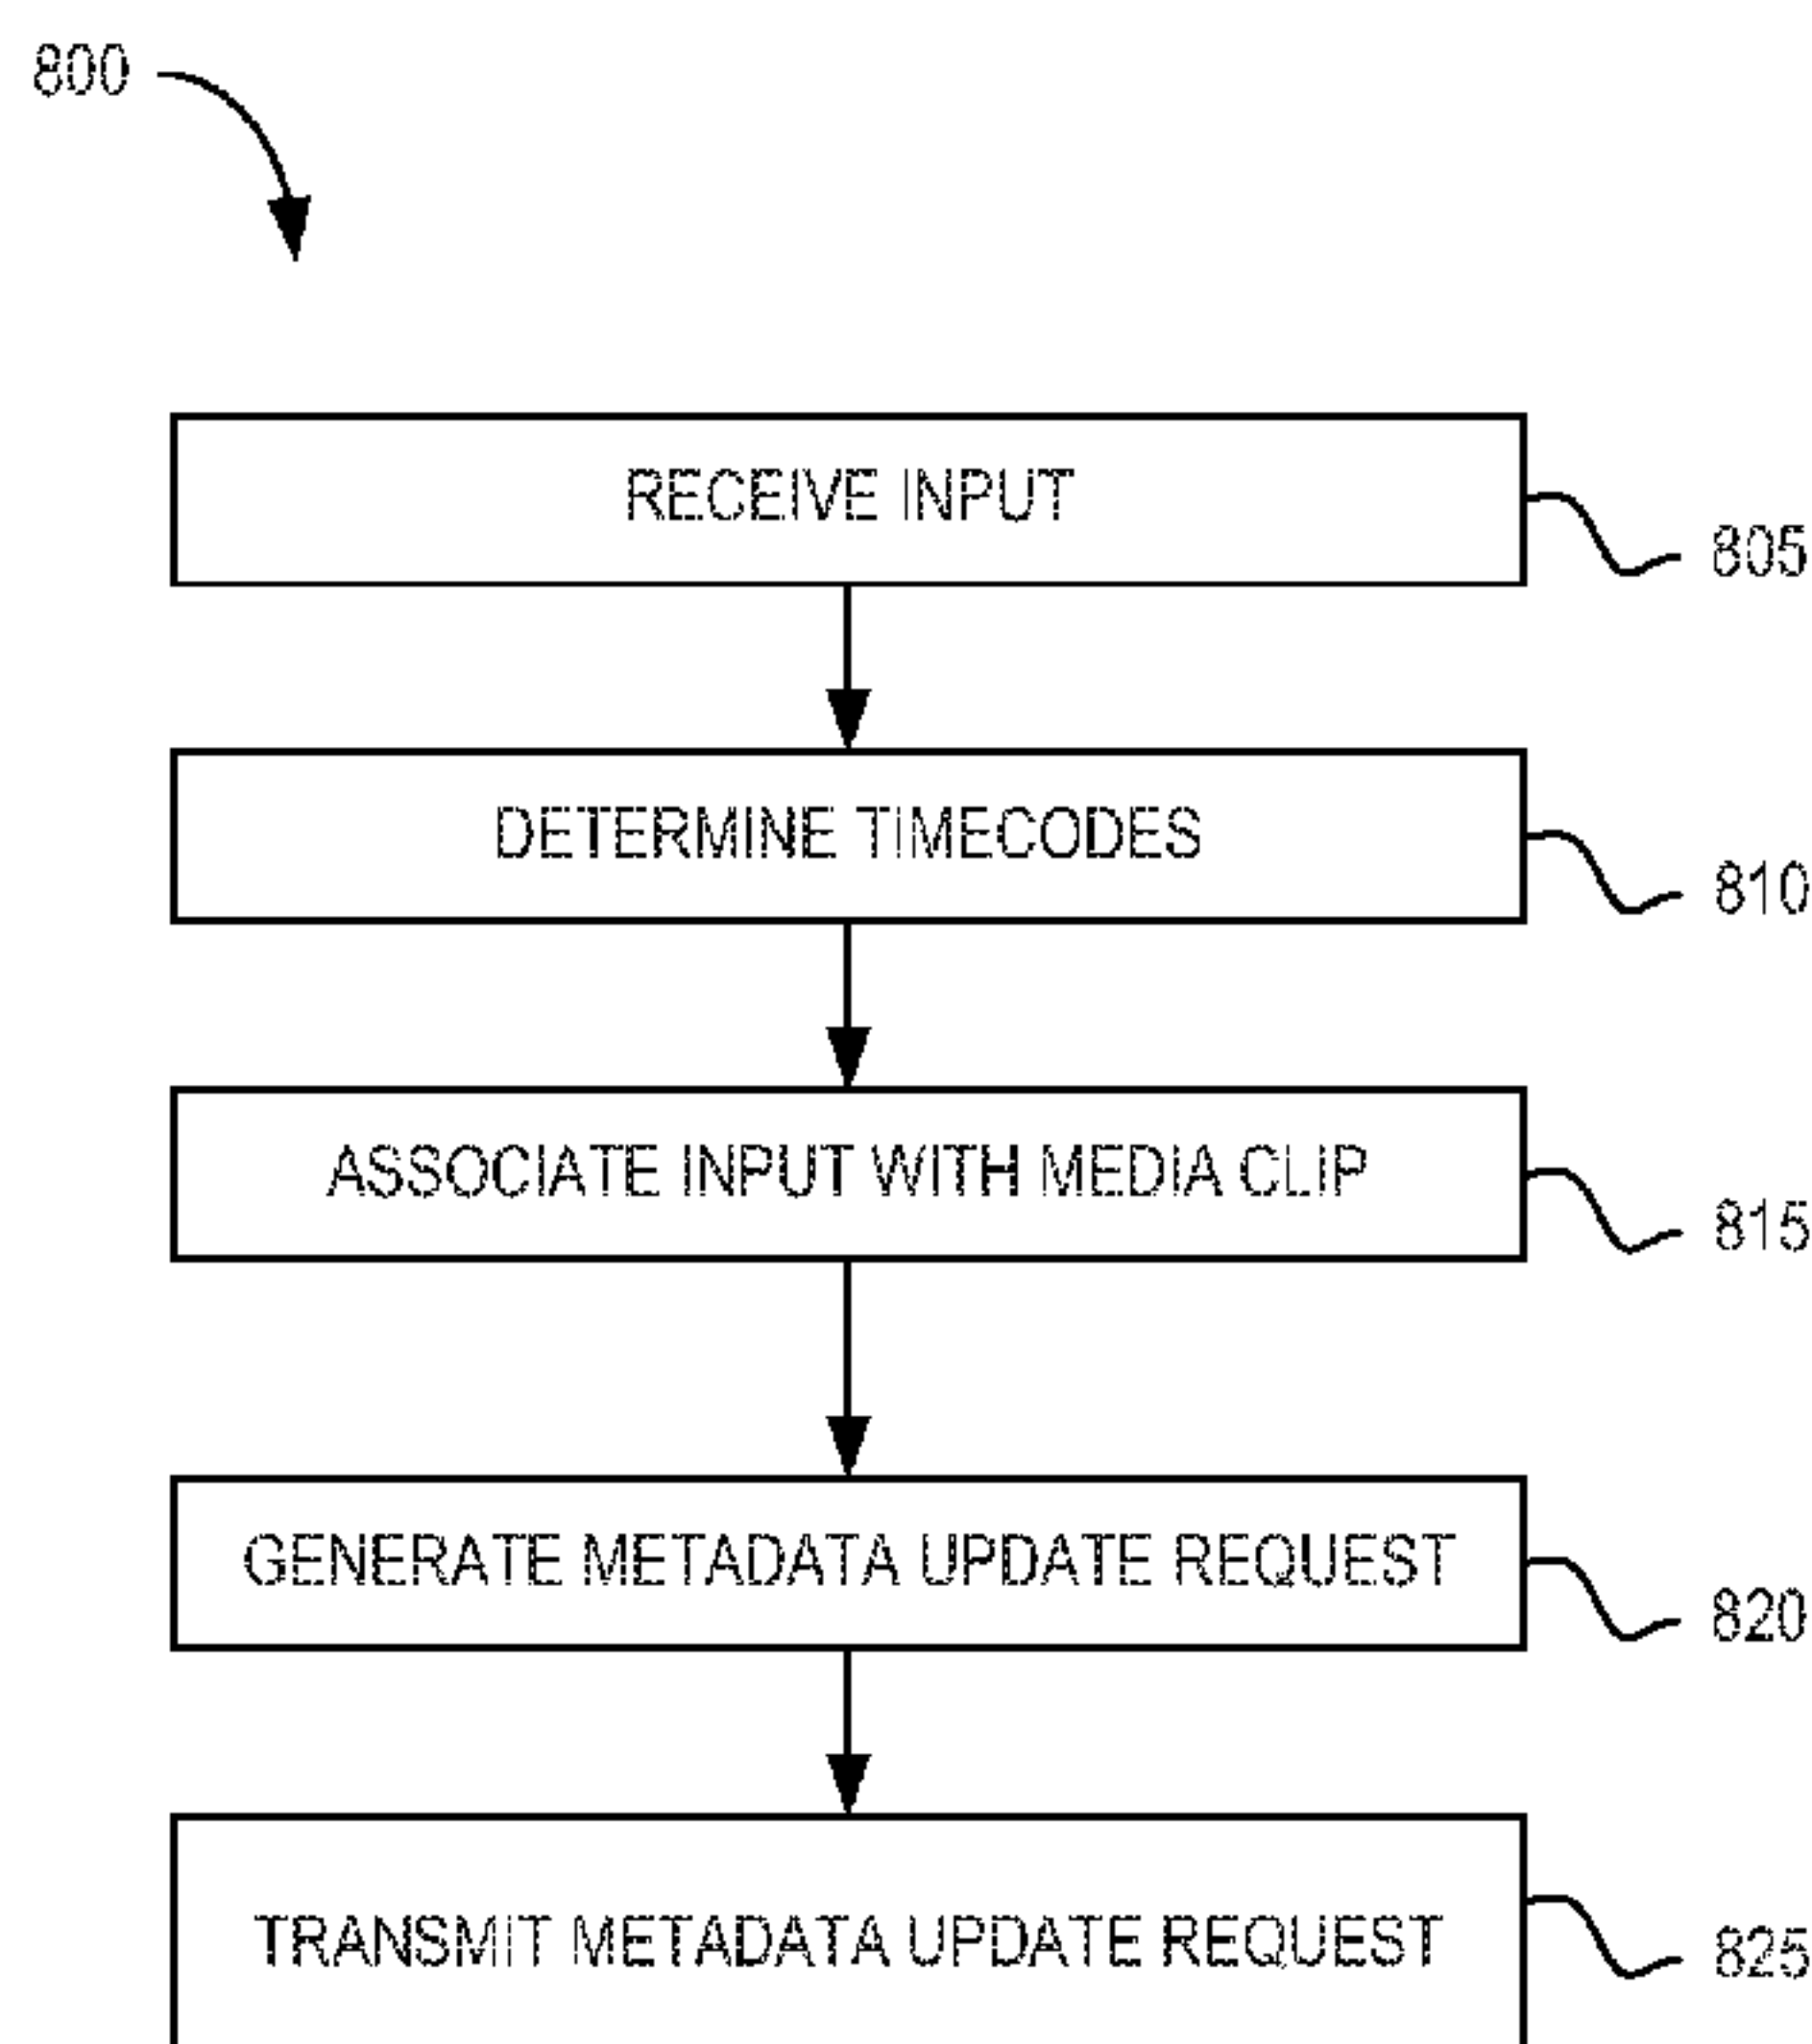 800
RECEIVE INPUT
805
DETERMINE TIMECODES
810
ASSOCIATE INPUT WITH MEDIA CLIP
815
GENERATE METADATA UPDATE REQUEST
820
TRANSMIT METADATA UPDATE REQUEST
825